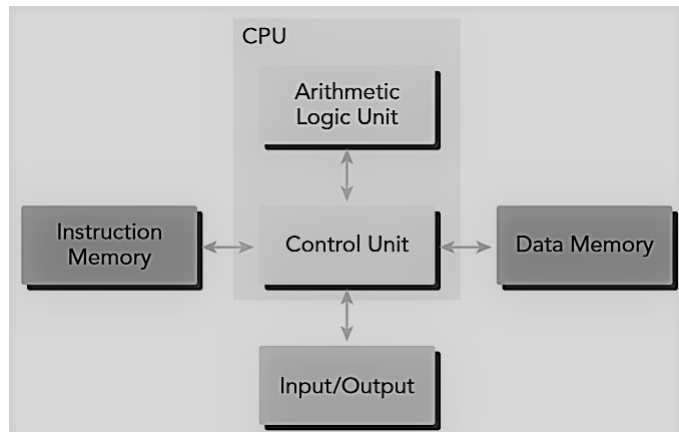 CPU
Arithmetic
Logic Unit
Instruction
Memory
Control Unit
Data Memory
Input/Output